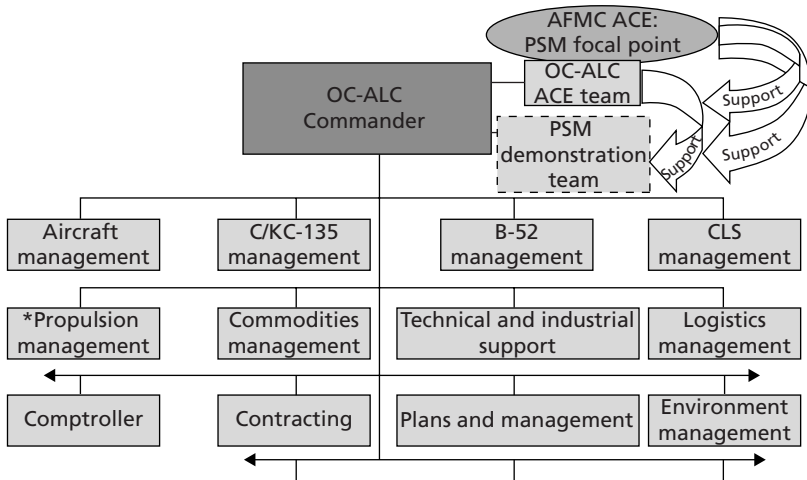 AFMC ACE:
PSM focal point
OC-ALC
Commander
OC-ALC
ACE team
PSM
demonstration
team
Support
Support
Support
Aircraft
management
C/KC-135
management
B-52
management
CLS
management
*Propulsion
management
Commodities
management
Technical and industrial
support
Logistics
management
Comptroller
Contracting
Plans and management
Environment
management